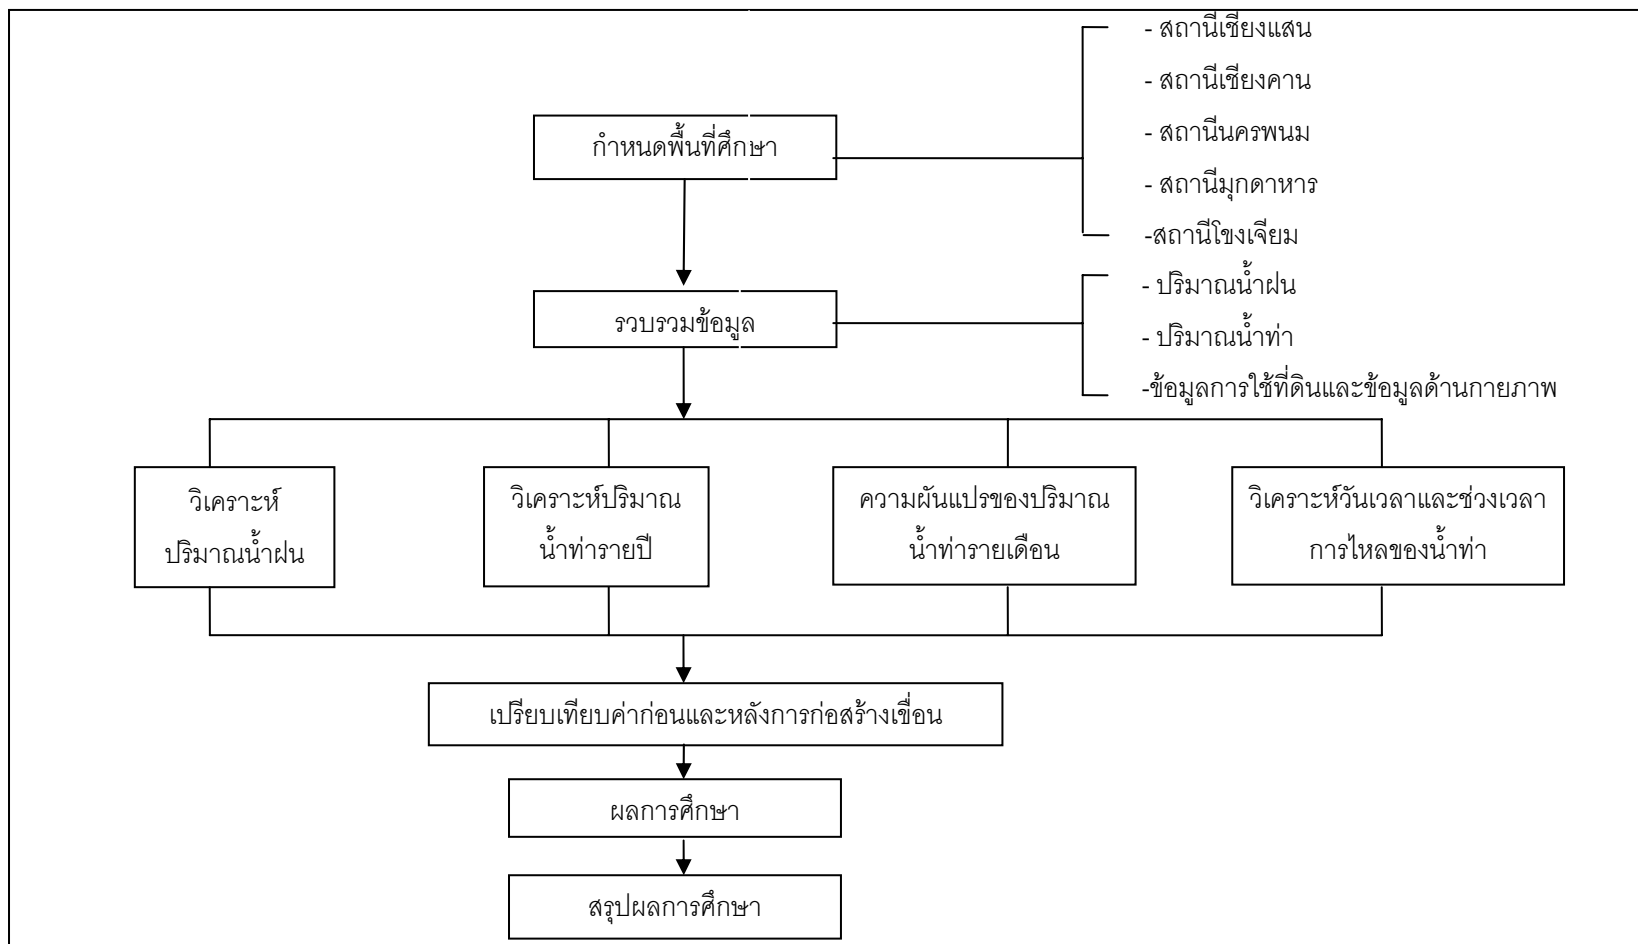 - สถานีเชียงแสน
- สถานีเชียงคาน
- สถานีนครพนม
- สถานีมุกดาหาร
-สถานีโขงเจียม
กำหนดพื้นที่ศึกษา
- ปริมาณน้ำฝน
- ปริมาณน้ำท่า
-ข้อมูลการใช้ที่ดินและข้อมูลด้านกายภาพ
รวบรวมข้อมูล
วิเคราะห์
ปริมาณน้ำฝน
วิเคราะห์ปริมาณ
น้ำท่ารายปี
ความผันแปรของปริมาณ
น้ำท่ารายเดือน
วิเคราะห์วันเวลาและช่วงเวลา
การไหลของน้ำท่า
เปรียบเทียบค่าก่อนและหลังการก่อสร้างเขื่อน
ผลการศึกษา
สรุปผลการศึกษา